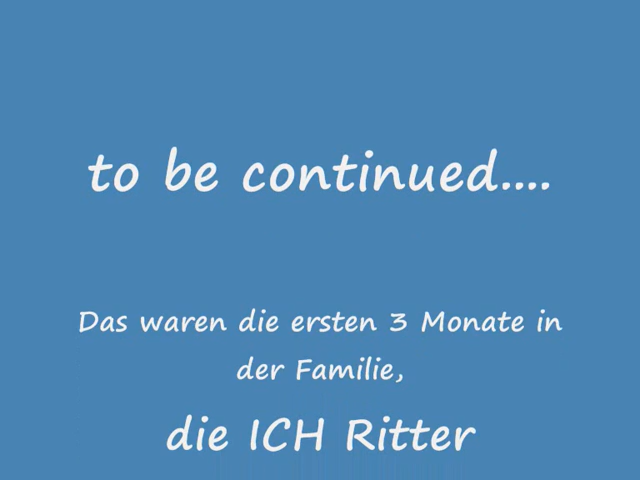 to be continued....
Das waren die ersten 3 Monate in
der Familie,
die ICH Ritter